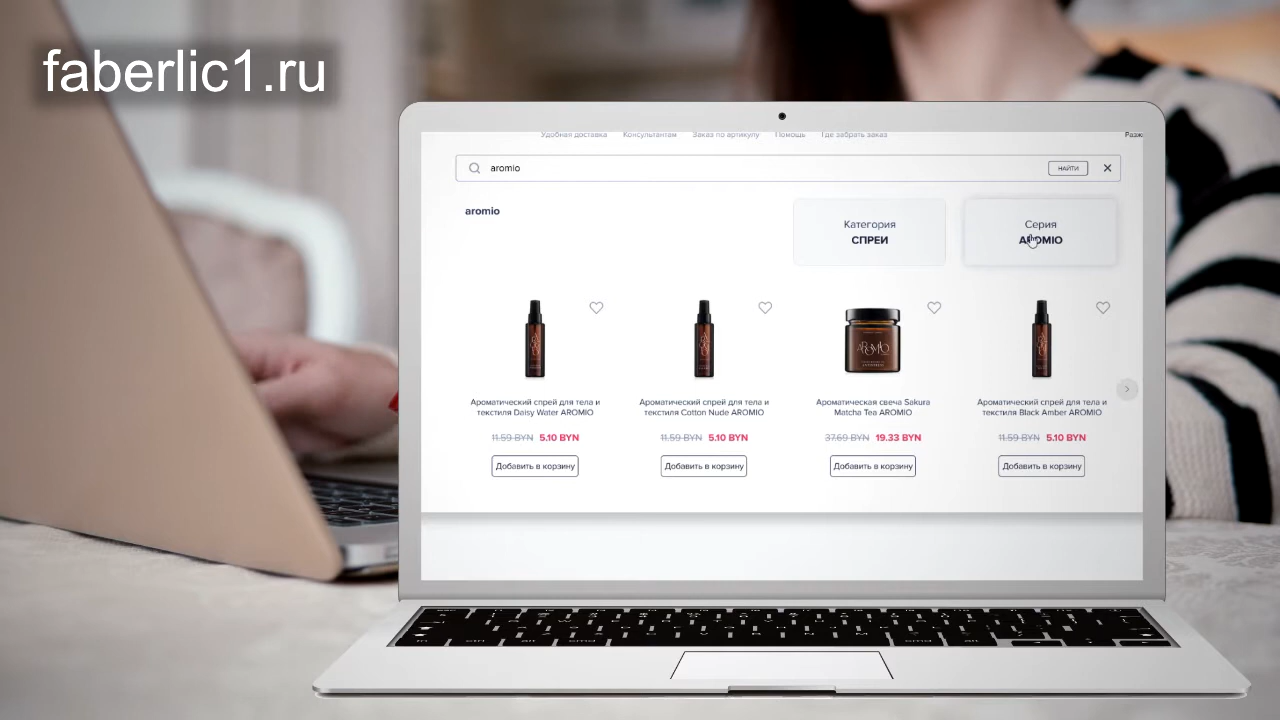 faberlic1.ru
Удобная доставка Консультантам Заказ по артикулу Помощь Где забрать заказ
aromio НАЙТИ
aromio
Категория
СПРЕИ
Серия
AROMIO
AROMIO
Ароматический спрей для тела и
текстиля Daisy Water AROMIO
11.59 BYN 5.10 BYN
Добавить в корзину
Ароматический спрей для тела и
текстиля Cotton Nude AROMIO
11.59 BYN 5.10 BYN
Добавить в корзину
Ароматическая свеча Sakura
Matcha Tea AROMIO
37.69 BYN 19.33 BYN
Добавить в корзину
Ароматический спрей для тела и
текстиля Black Amber AROMIO
11.59 BYN 5.10 BYN
Добавить в корзину